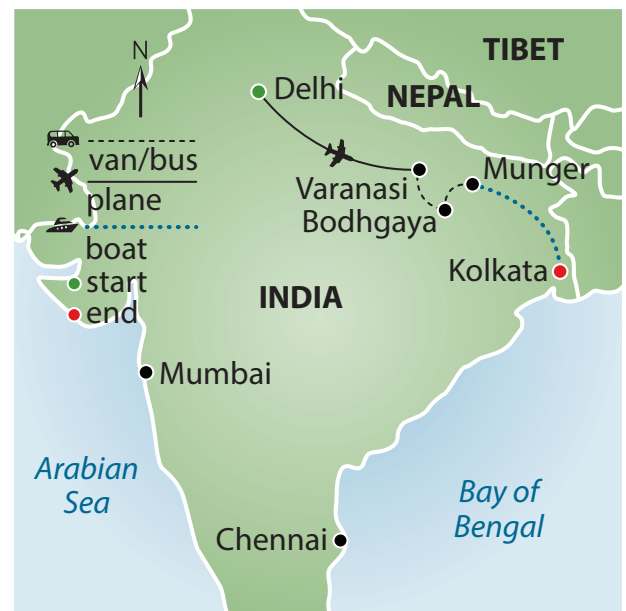 TIBET
N
Delhi
NEPAL
van/bus
Munger
Varanasi
plane
Bodhgaya
boat
Kolkata
start
INDIA
end
Mumbai
Arabian
Sea
Bay of
Bengal
Chennai